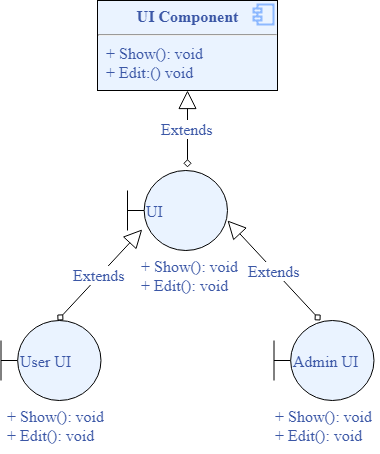 UI Component
+ Show(): void
+ Edit:() void
Extends
UI
+ Show(): void
+ Edit(): void
Extends
Extends
User UI
Admin UI
+ Show(): void
+ Edit(): void
+ Show(): void
+ Edit(): void